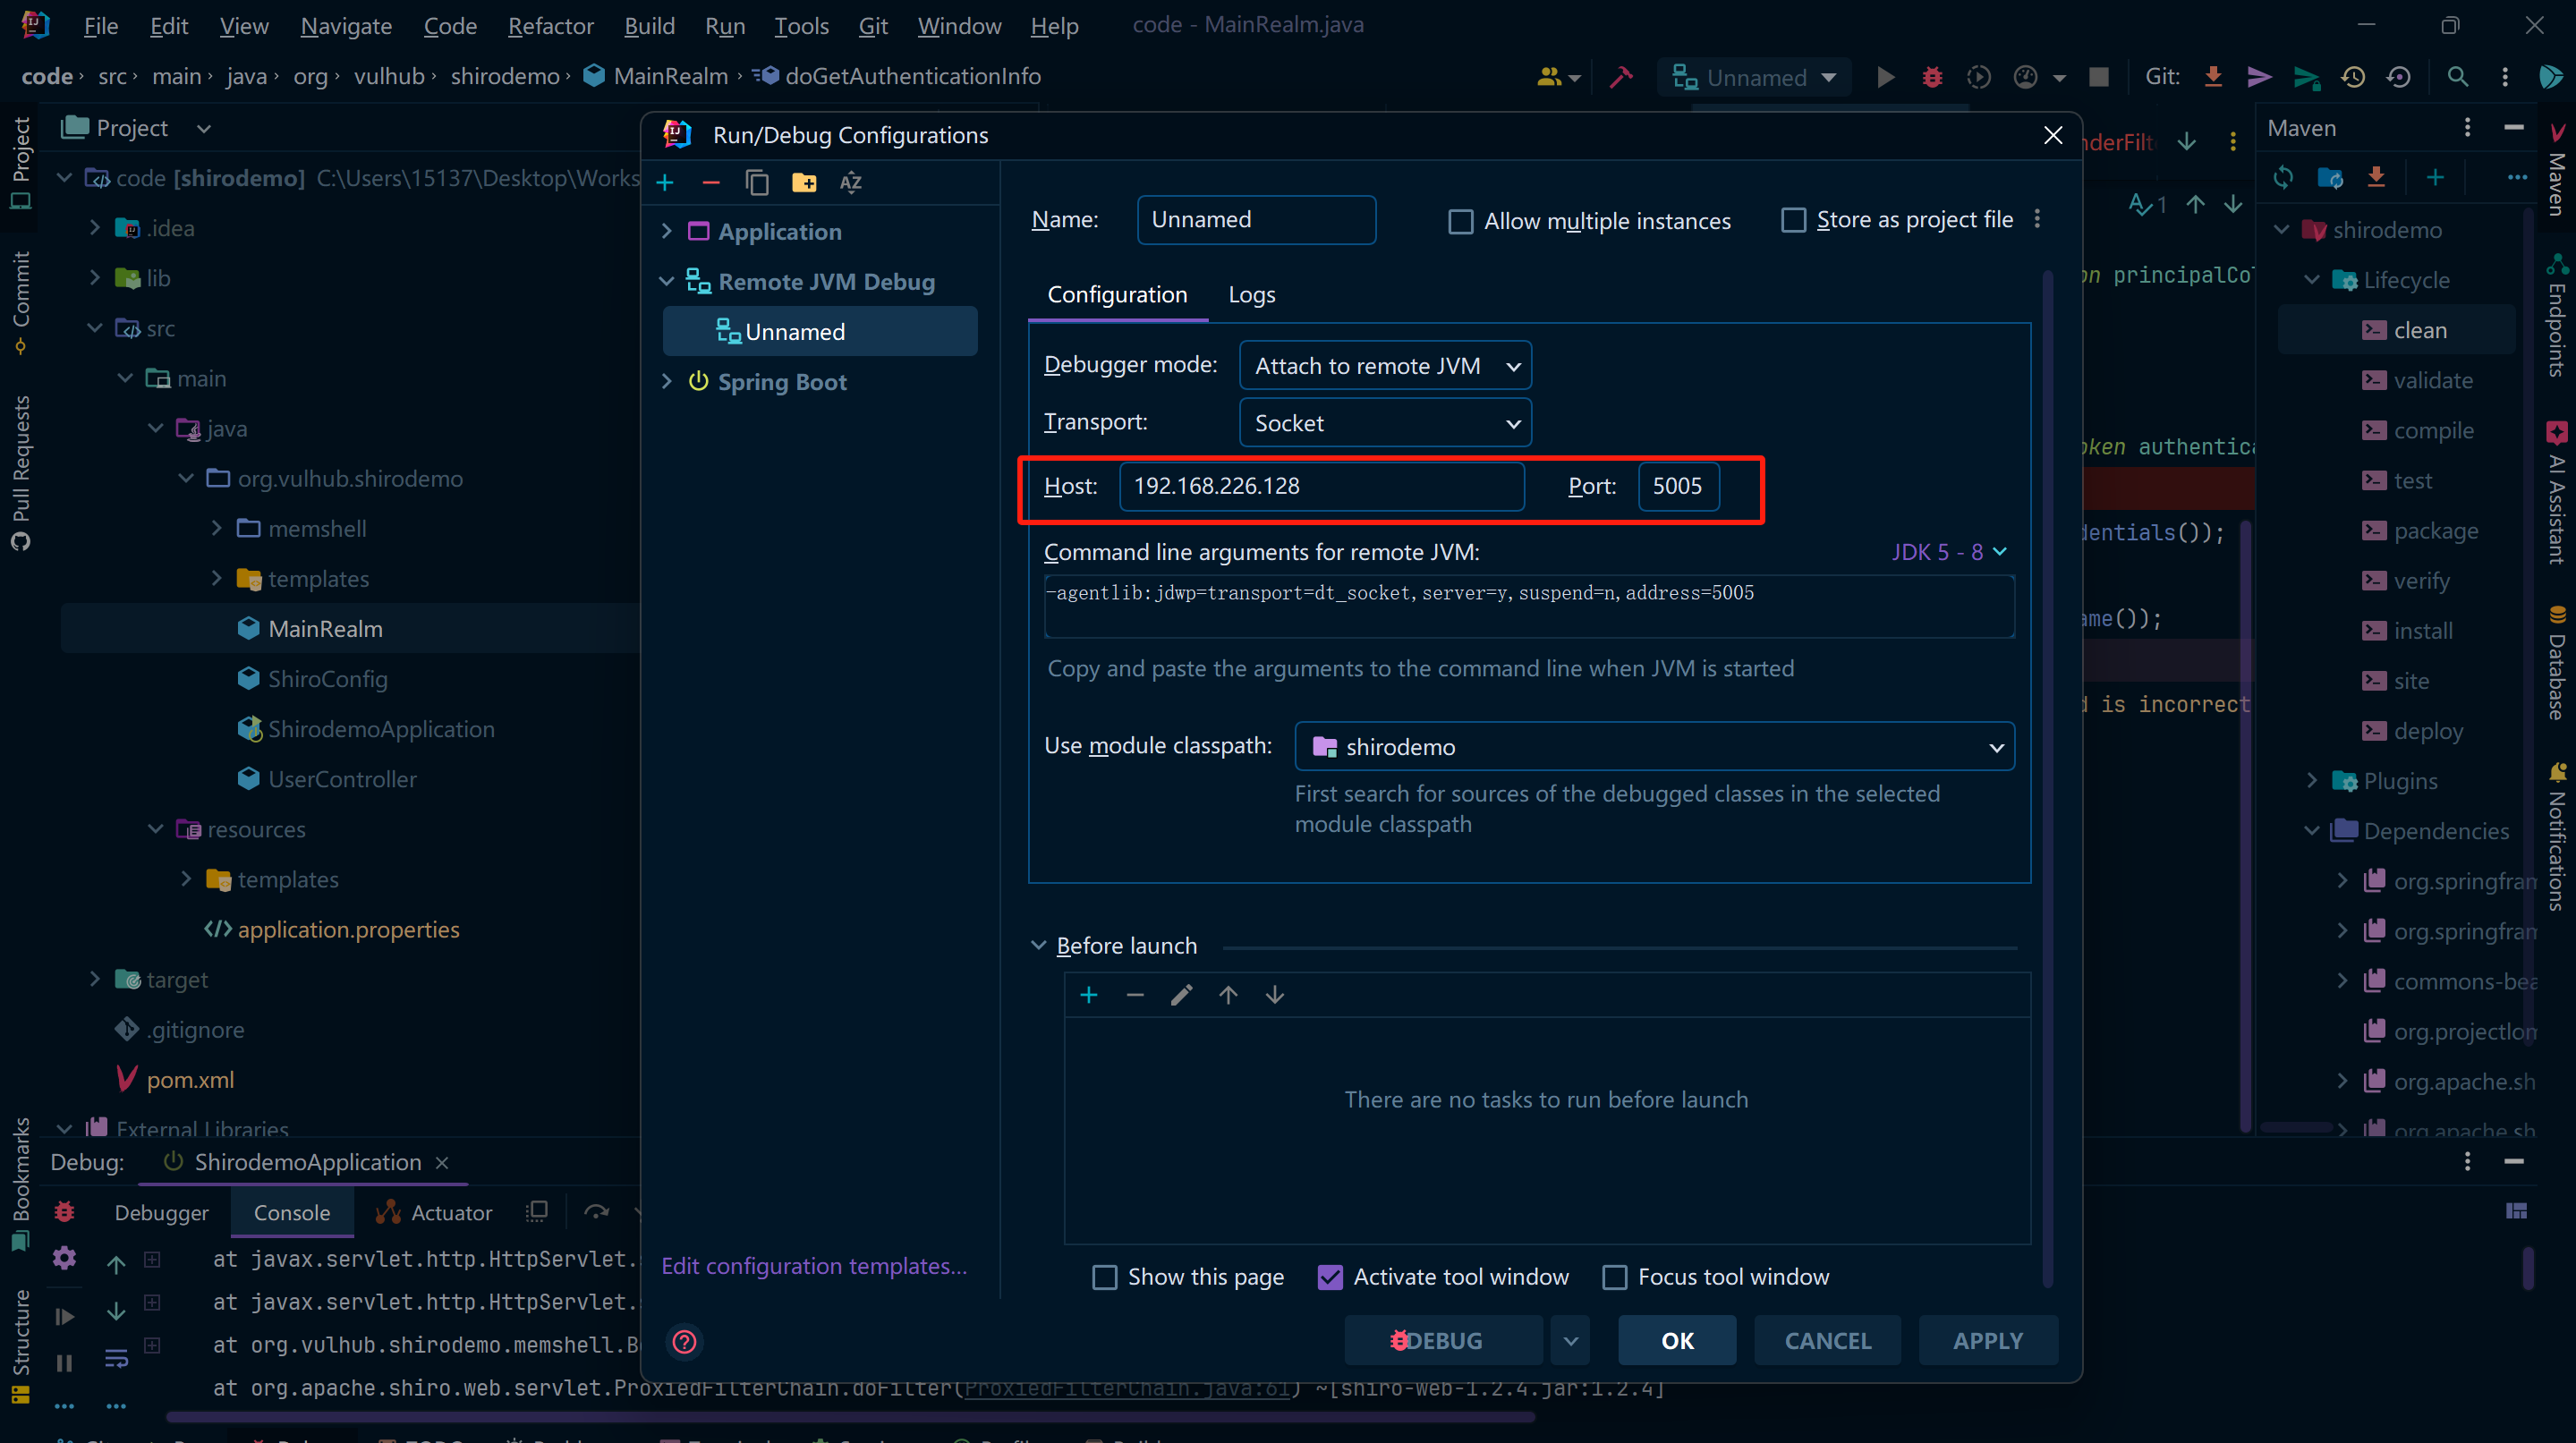 File Edit View Navigate Code Refactor Build Run Tools Git Window Help code - MainRealm.java
code › src › main › java › org › vulhub › shirodemo › MainRealm › doGetAuthenticationInfo
Unnamed Git:
Project
Run/Debug Configurations
Maven
code [shirodemo] C:\Users\15137\Desktop\Works
.idea
lib
src
main
java
org.vulhub.shirodemo
memshell
templates
MainRealm
ShiroConfig
ShirodemoApplication
UserController
resources
templates
application.properties
target
.gitignore
pom.xml
External Libraries
Application
Remote JVM Debug
Unnamed
Spring Boot
Edit configuration templates...
Name: Unnamed Allow multiple instances Store as project file
Configuration Logs
Debugger mode: Attach to remote JVM
Transport: Socket
Host: 192.168.226.128 Port: 5005
Command line arguments for remote JVM: JDK 5 - 8
-agentlib:jdwp=transport=dt_socket,server=y,suspend=n,address=5005
Copy and paste the arguments to the command line when JVM is started
Use module classpath: shirodemo
First search for sources of the debugged classes in the selected
module classpath
Before launch
There are no tasks to run before launch
Show this page Activate tool window Focus tool window
DEBUG OK CANCEL APPLY
nderFilt
1
on principalCo
oken authentica
dentials());
ame());
d is incorrect
shirodemo
Lifecycle
clean
validate
compile
test
package
verify
install
site
deploy
Plugins
Dependencies
org.springfram
org.springfram
commons-bea
org.projectlom
org.apache.sh
org.apache.sh
Project
Commit
Pull Requests
Bookmarks
Structure
Maven
Endpoints
AI Assistant
Database
Notifications
Debug: ShirodemoApplication
Debugger Console Actuator
at javax.servlet.http.HttpServlet.
at javax.servlet.http.HttpServlet.
at org.vulhub.shirodemo.memshell.B
at org.apache.shiro.web.servlet.ProxiedFilterChain.doFilter(ProxiedFilterChain.java:61) ~[shiro-web-1.2.4.jar:1.2.4]